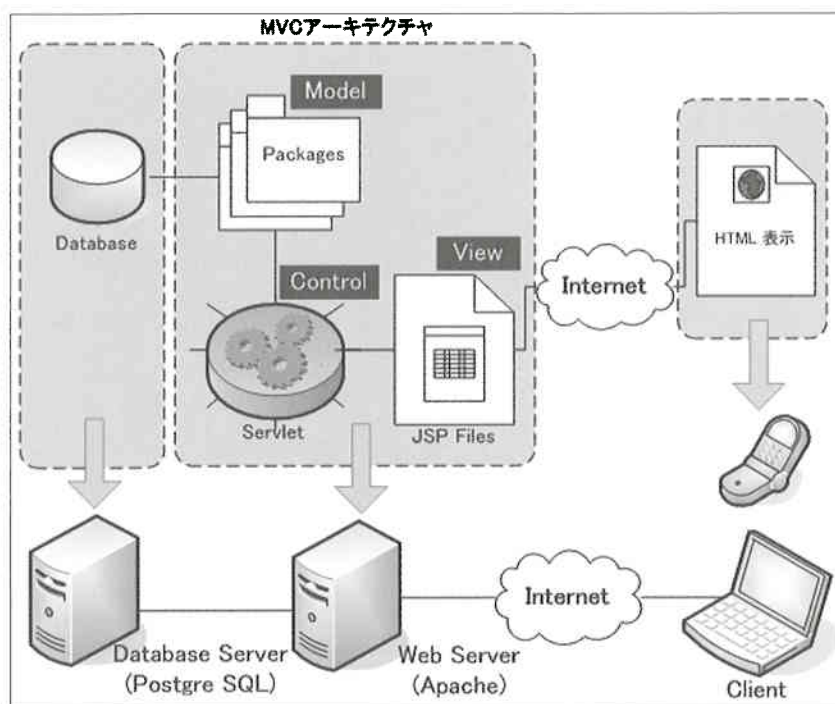 MVCアーキテクチャ
Model
Packages
Database
Control
View
Servlet
JSP Files
Internet
HTML 表示
Internet
Database Server
(Postgre SQL)
Web Server
(Apache)
Client